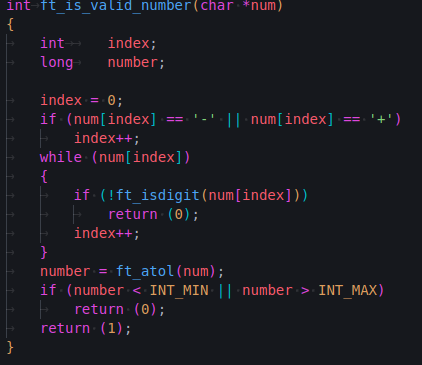 int ft_is_valid_number(char *num)
{
	int		index;
	long	number;

	index = 0;
	if (num[index] == '-' || num[index] == '+')
		index++;
	while (num[index])
	{
		if (!ft_isdigit(num[index]))
			return (0);
		index++;
	}
	number = ft_atol(num);
	if (number < INT_MIN || number > INT_MAX)
		return (0);
	return (1);
}